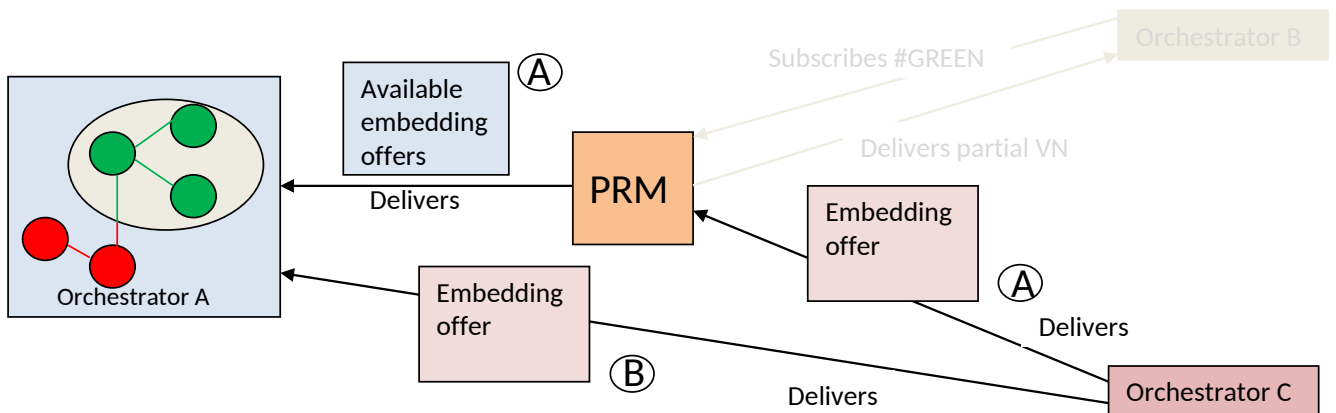 Orchestrator B
Subscribes #GREEN
A
Available
embedding
offers
Delivers partial VN
PRM
Delivers
Embedding
offer
A
Orchestrator A
Embedding
offer
Delivers
B
Orchestrator C
Delivers